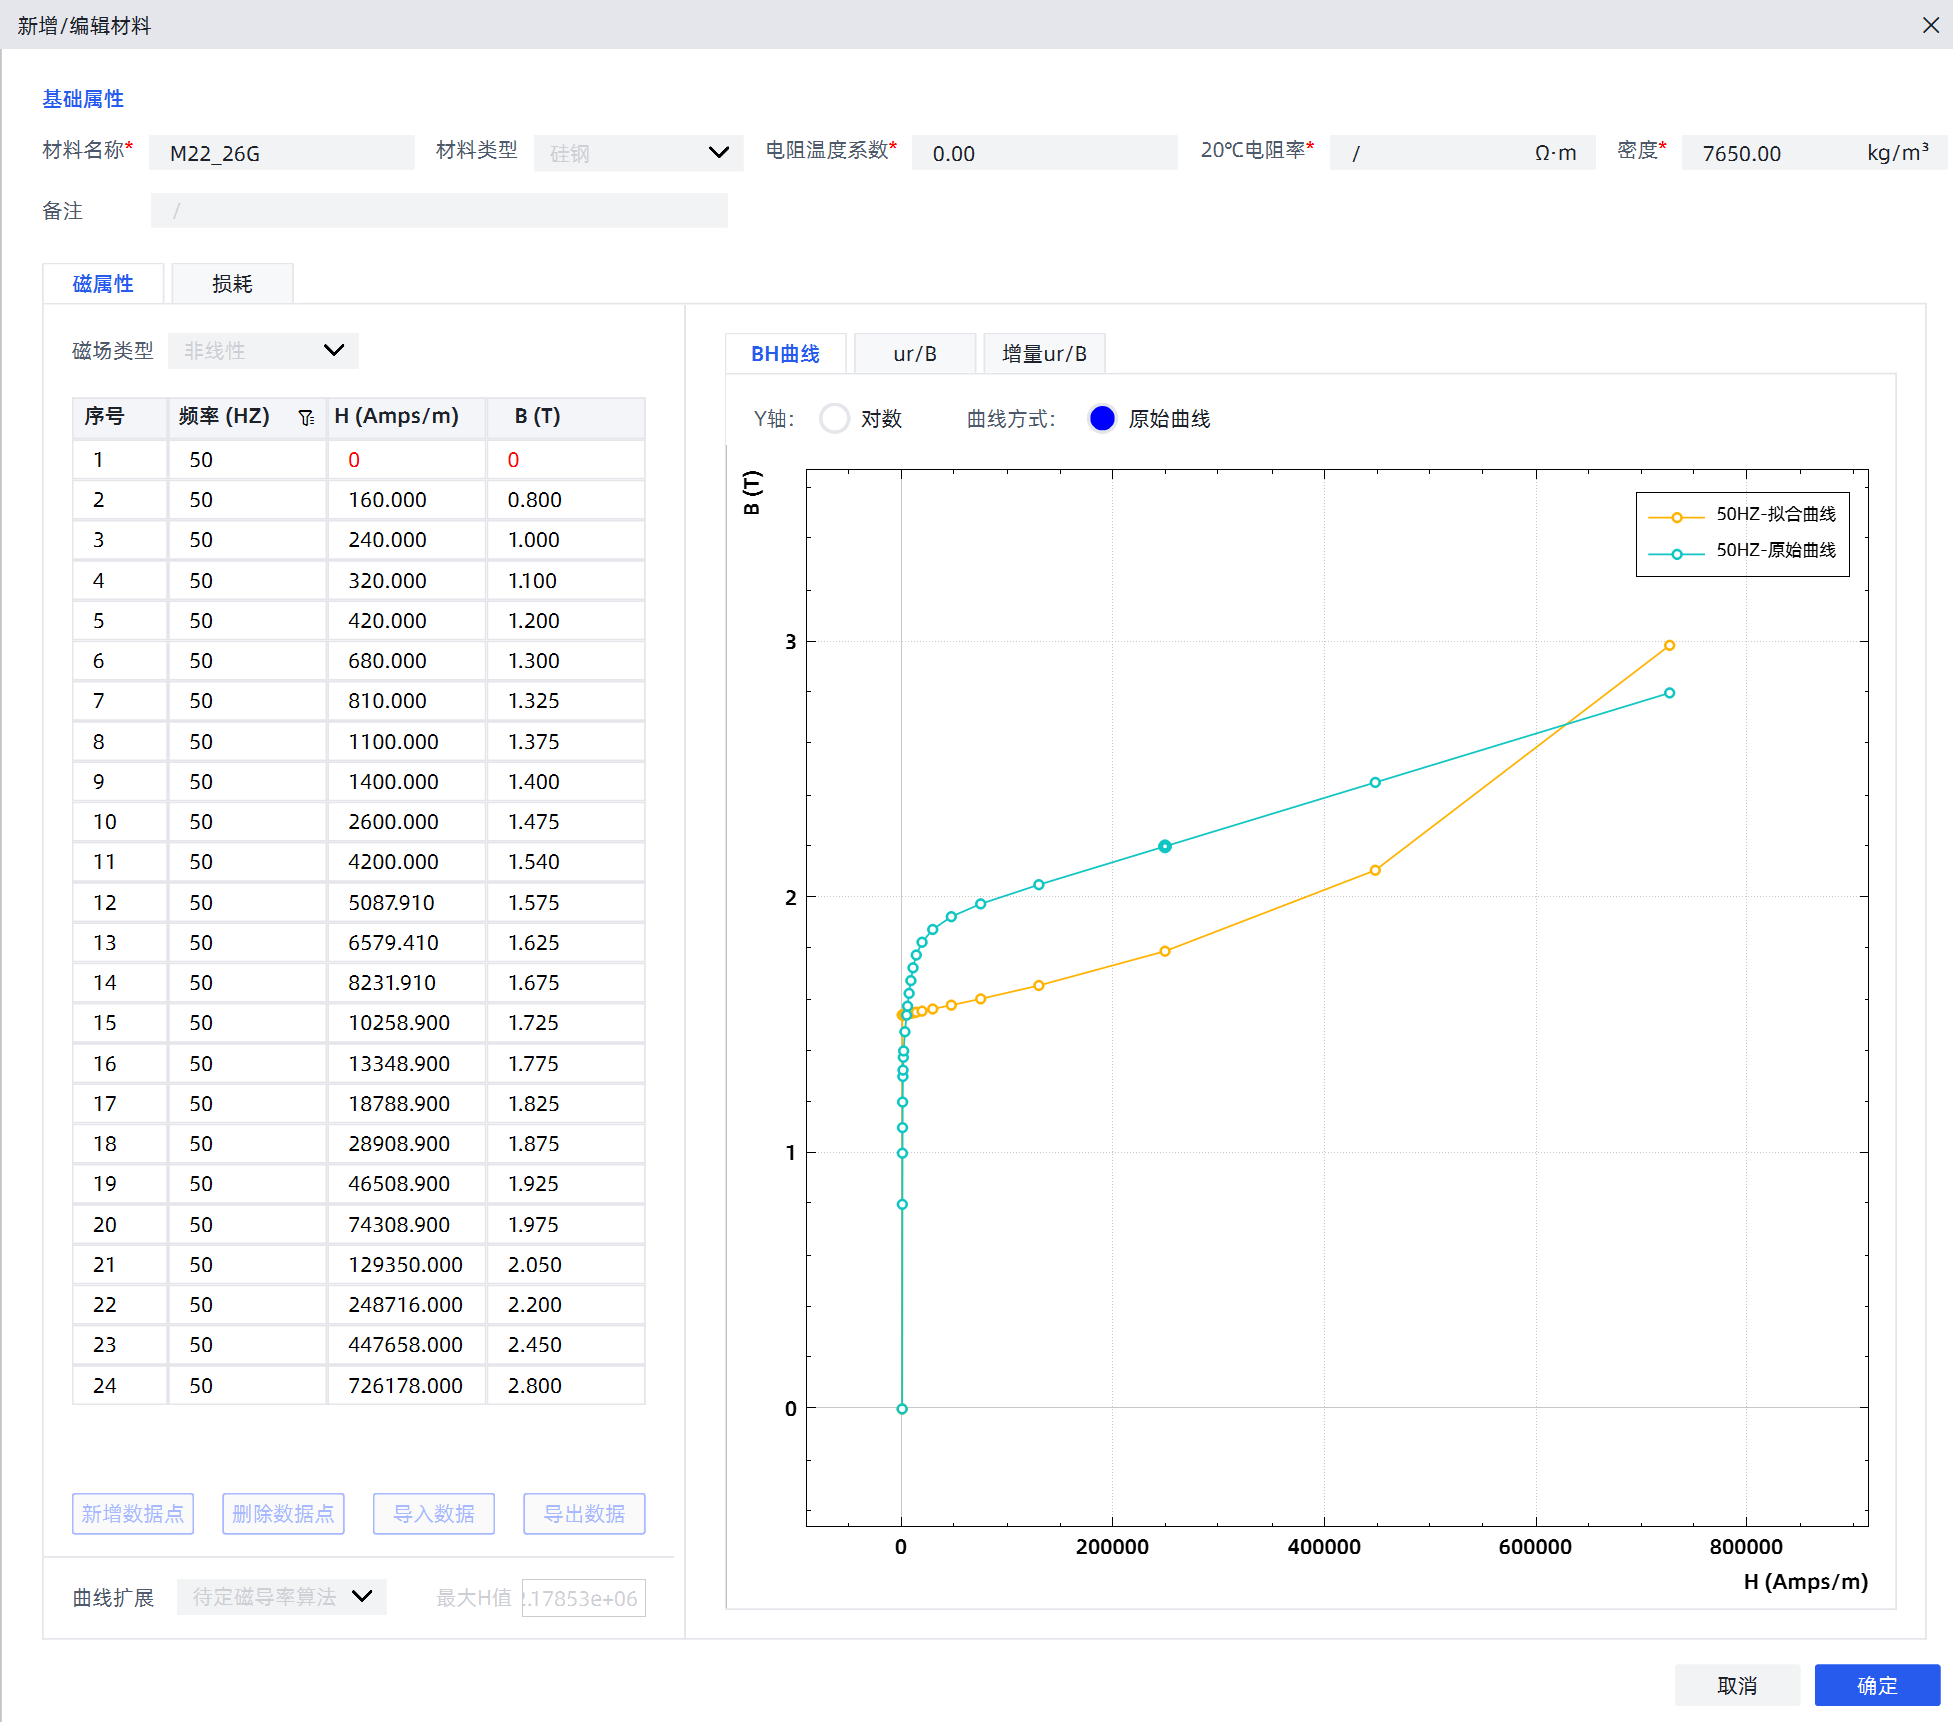 新增/编辑材料
基础属性
材料名称* M22_26G 材料类型 硅钢 电阻温度系数* 0.00 20℃电阻率* / Ω·m 密度* 7650.00 kg/m³
备注 /
磁属性 损耗
磁场类型 非线性
序号 频率 (HZ) H (Amps/m) B (T)
1 50 0 0
2 50 160.000 0.800
3 50 240.000 1.000
4 50 320.000 1.100
5 50 420.000 1.200
6 50 680.000 1.300
7 50 810.000 1.325
8 50 1100.000 1.375
9 50 1400.000 1.400
10 50 2600.000 1.475
11 50 4200.000 1.540
12 50 5087.910 1.575
13 50 6579.410 1.625
14 50 8231.910 1.675
15 50 10258.900 1.725
16 50 13348.900 1.775
17 50 18788.900 1.825
18 50 28908.900 1.875
19 50 46508.900 1.925
20 50 74308.900 1.975
21 50 129350.000 2.050
22 50 248716.000 2.200
23 50 447658.000 2.450
24 50 726178.000 2.800
新增数据点 删除数据点 导入数据 导出数据
曲线扩展 待定磁导率算法 最大H值 .17853e+06
BH曲线 ur/B 增量ur/B
Y轴: 对数 曲线方式: 原始曲线
B (T)
50HZ-拟合曲线
50HZ-原始曲线
3
2
1
0
0 200000 400000 600000 800000
H (Amps/m)
取消 确定